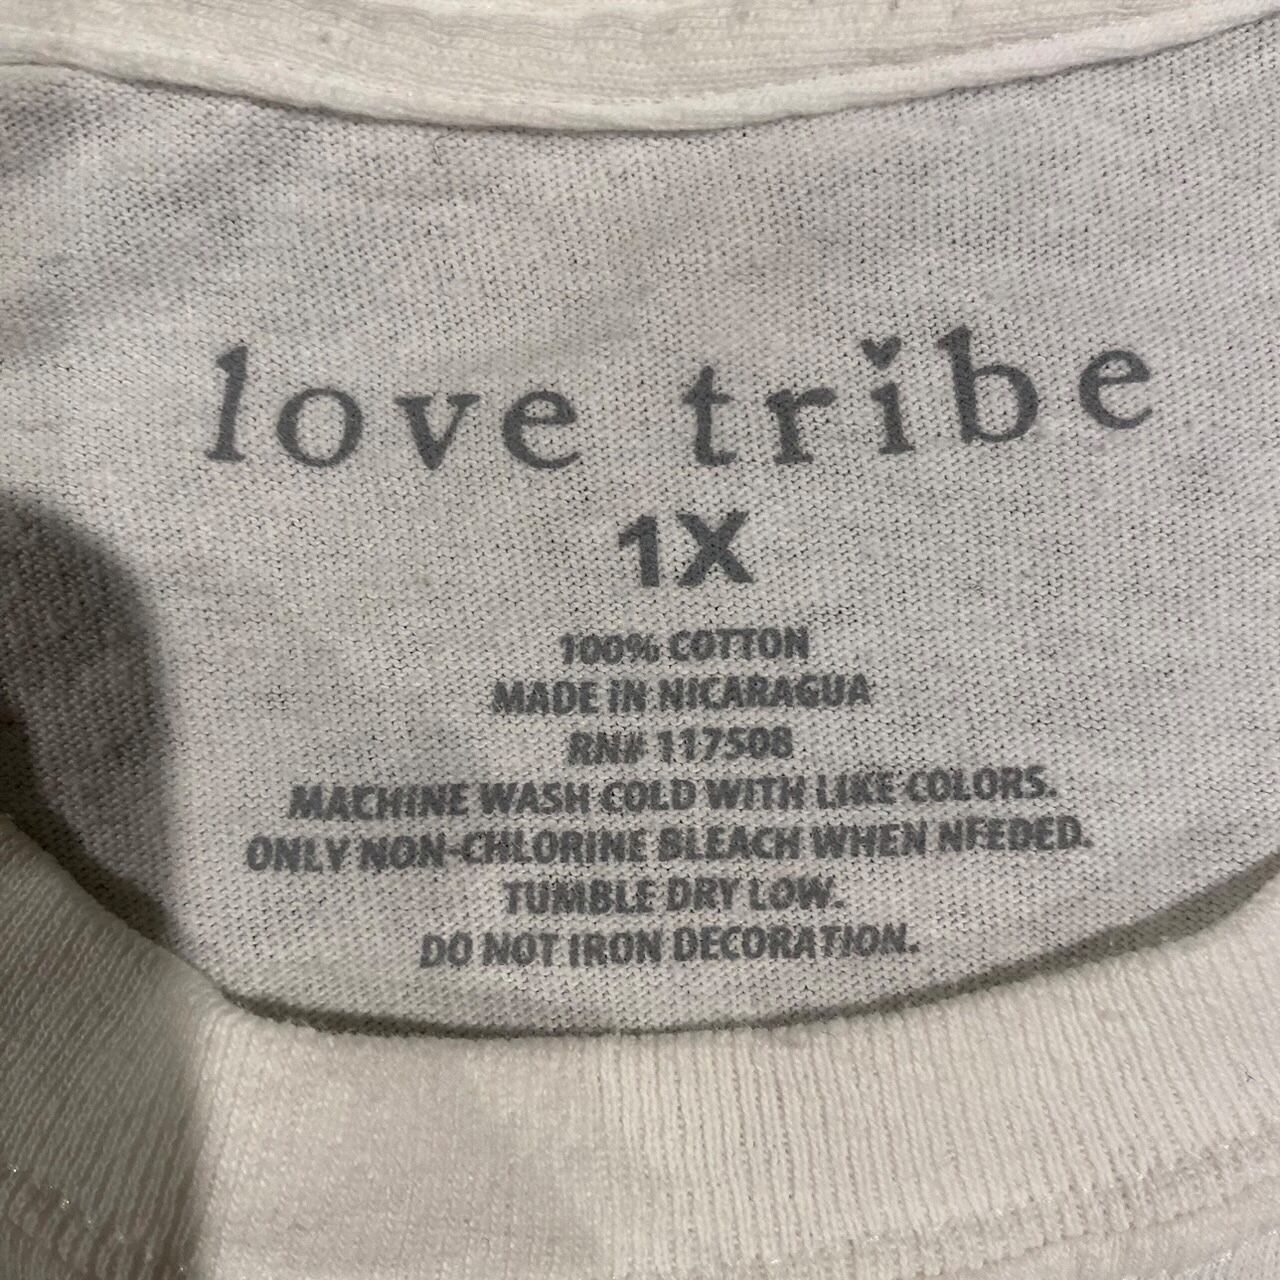 love tribe
1X
100% COTTON
MADE IN NICARAGUA
RN# 117508
MACHINE WASH COLD WITH LIKE COLORS.
ONLY NON-CHLORINE BLEACH WHEN NEEDED.
TUMBLE DRY LOW.
DO NOT IRON DECORATION.